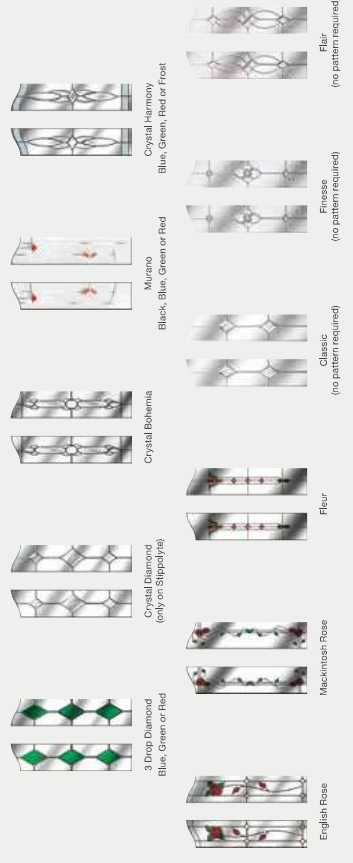 3 Drop Diamond
Blue, Green or Red
Crystal Diamond
(only on Stippolyte)
Crystal Bohemia
Murano
Black, Blue, Green or Red
Crystal Harmony
Blue, Green, Red or Frost
English Rose
Mackintosh Rose
Fleur
Classic
(no pattern required)
Finesse
(no pattern required)
Flair
(no pattern required)